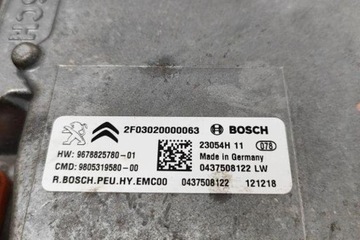 BOSCH
2F03020000063 BOSCH
23054H 11 078
HW: 9678825780-01 Made in Germany
CMD: 9805319580-00 0437508122 LW
R.BOSCH.PEU.HY.EMC00 0437508122 121218